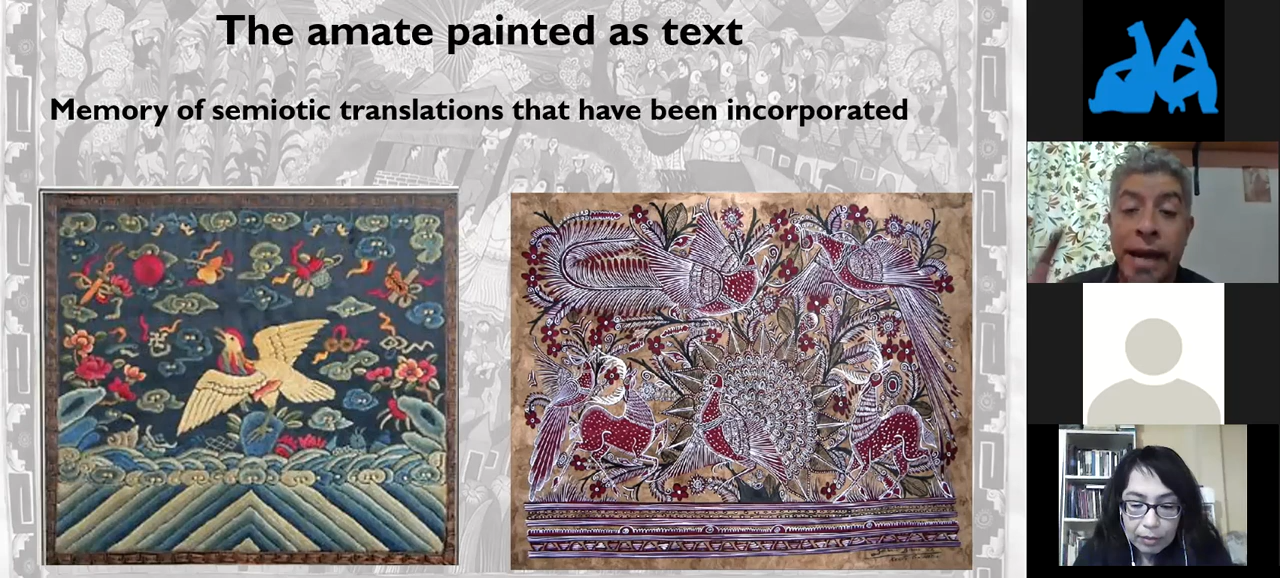 The amate painted as text
Memory of semiotic translations that have been incorporated